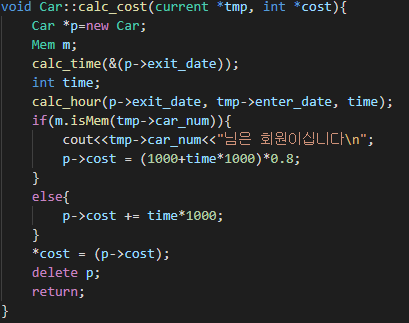 void Car::calc_cost(current *tmp, int *cost){
    Car *p=new Car;
    Mem m;
    calc_time(&(p->exit_date));
    int time;
    calc_hour(p->exit_date, tmp->enter_date, time);
    if(m.isMem(tmp->car_num)){
        cout<<tmp->car_num<<"님은 회원이십니다\n";
        p->cost = (1000+time*1000)*0.8;
    }
    else{
        p->cost += time*1000;
    }
    *cost = (p->cost);
    delete p;
    return;
}